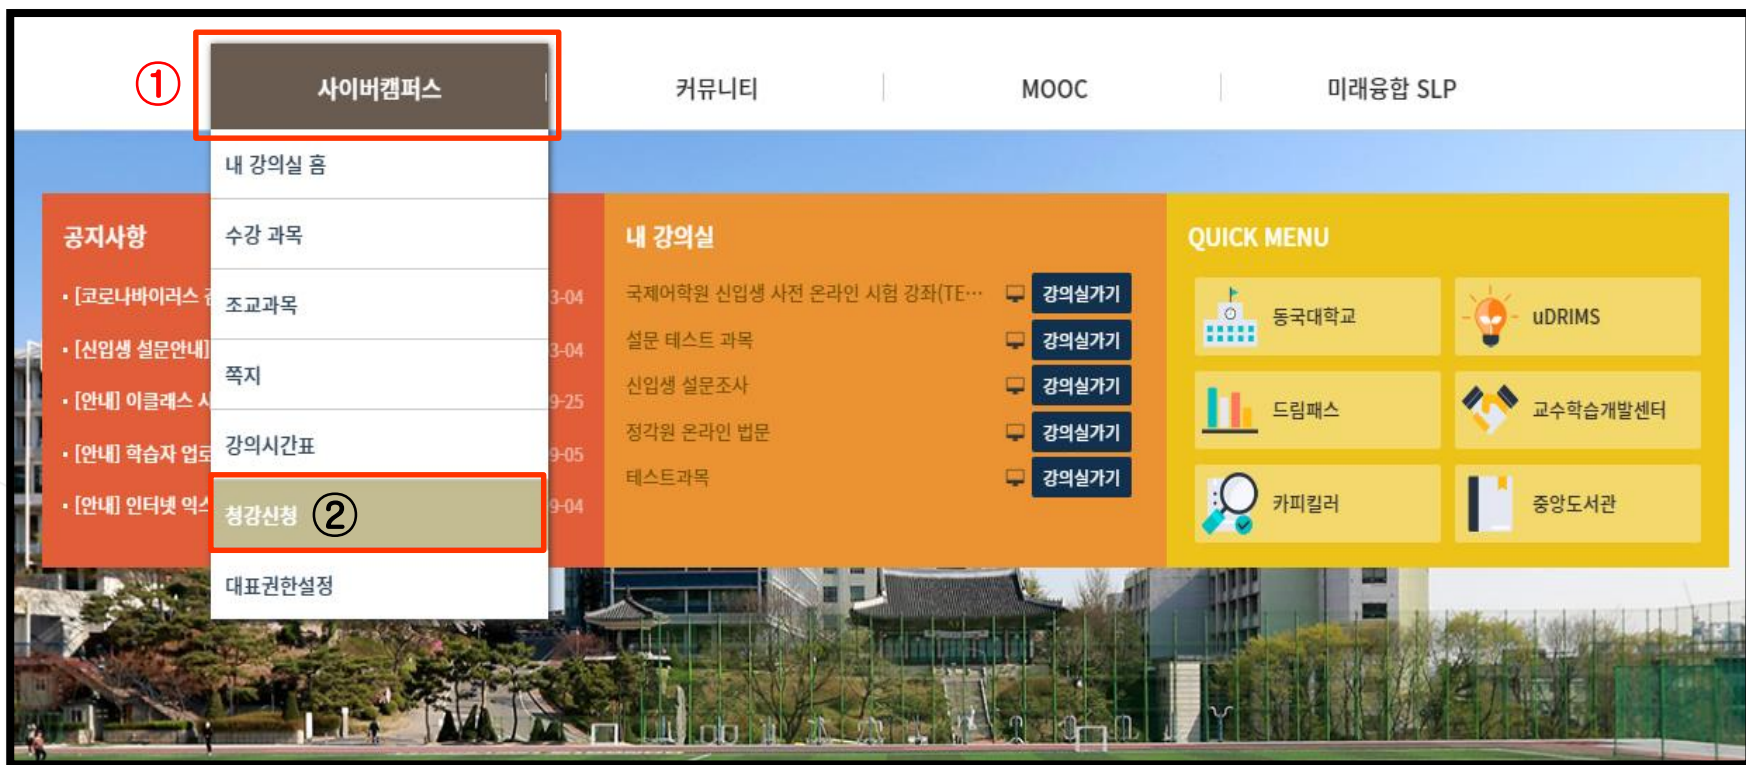 ① 사이버캠퍼스 커뮤니티 MOOC 미래융합 SLP
내 강의실 홈
수강 과목
조교과목
쪽지
강의시간표
청강신청 ②
대표권한설정
공지사항
• [코로나바이러스 3-04
• [신입생 설문안내] 3-04
• [안내] 이클래스 9-25
• [안내] 학습자 업로 9-05
• [안내] 인터넷 익스 9-04
내 강의실
국제어학원 신입생 사전 온라인 시험 강좌(TE… 강의실가기
설문 테스트 과목 강의실가기
신입생 설문조사 강의실가기
정각원 온라인 법문 강의실가기
테스트과목 강의실가기
QUICK MENU
동국대학교 uDRIMS
드림패스 교수학습개발센터
카피킬러 중앙도서관